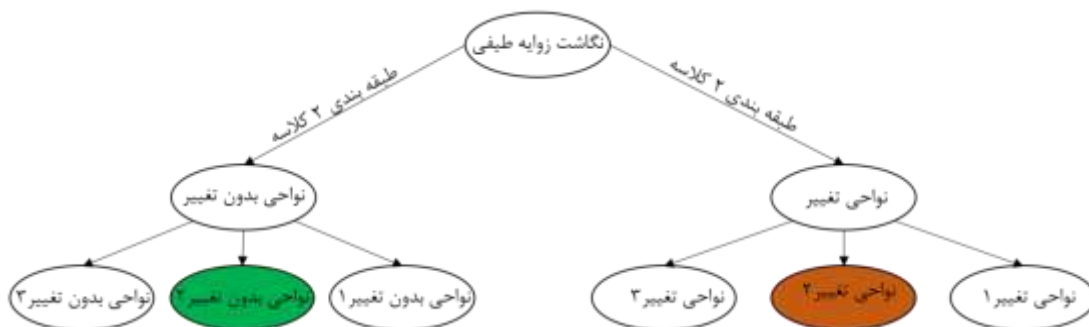 نگاشت زوایه طیفی
طبقه بندی ۲ کلاسه
طبقه بندی ۲ کلاسه
نواحی تغییر
نواحی بدون تغییر
نواحی تغییر۱
نواحی تغییر۲
نواحی تغییر۳
نواحی بدون تغییر۱
نواحی بدون تغییر۲
نواحی بدون تغییر۳